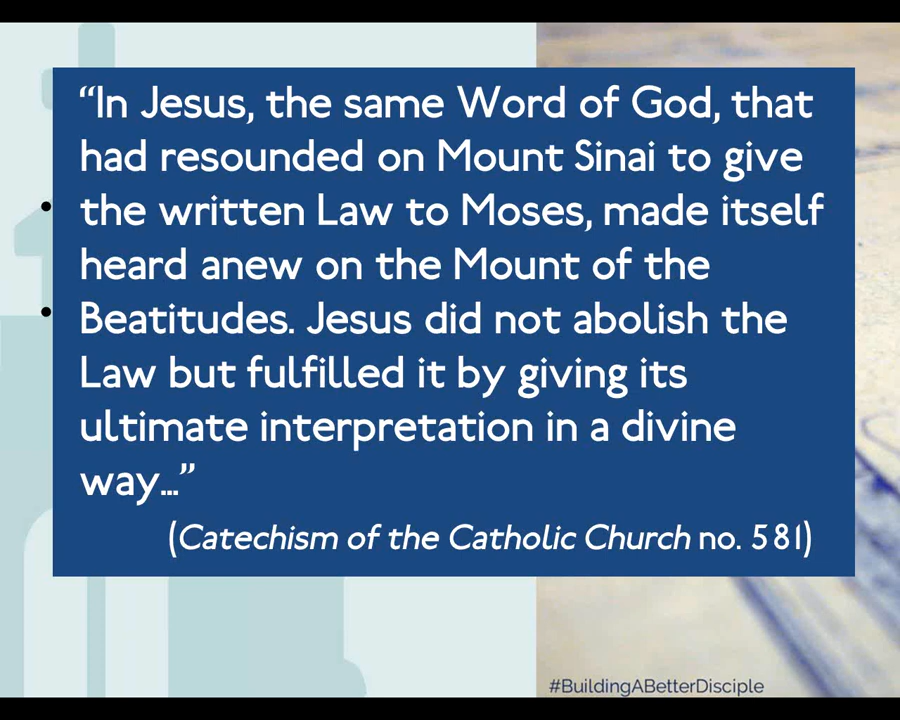 “In Jesus, the same Word of God, that
had resounded on Mount Sinai to give
the written Law to Moses, made itself
heard anew on the Mount of the
Beatitudes. Jesus did not abolish the
Law but fulfilled it by giving its
ultimate interpretation in a divine
way...”
(Catechism of the Catholic Church no. 581)
#BuildingABetterDisciple